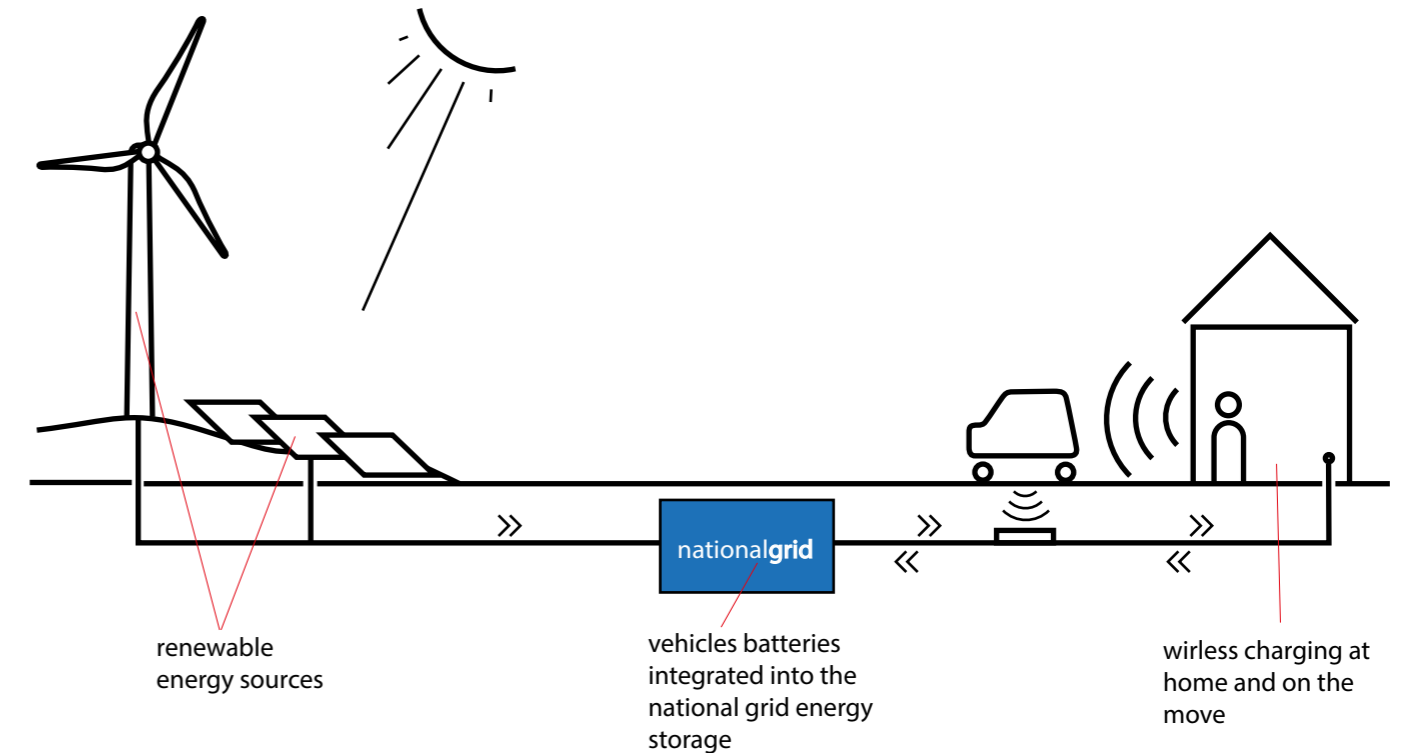 nationalgrid
renewable
energy sources
vehicles batteries
integrated into the
national grid energy
storage
wirless charging at
home and on the
move